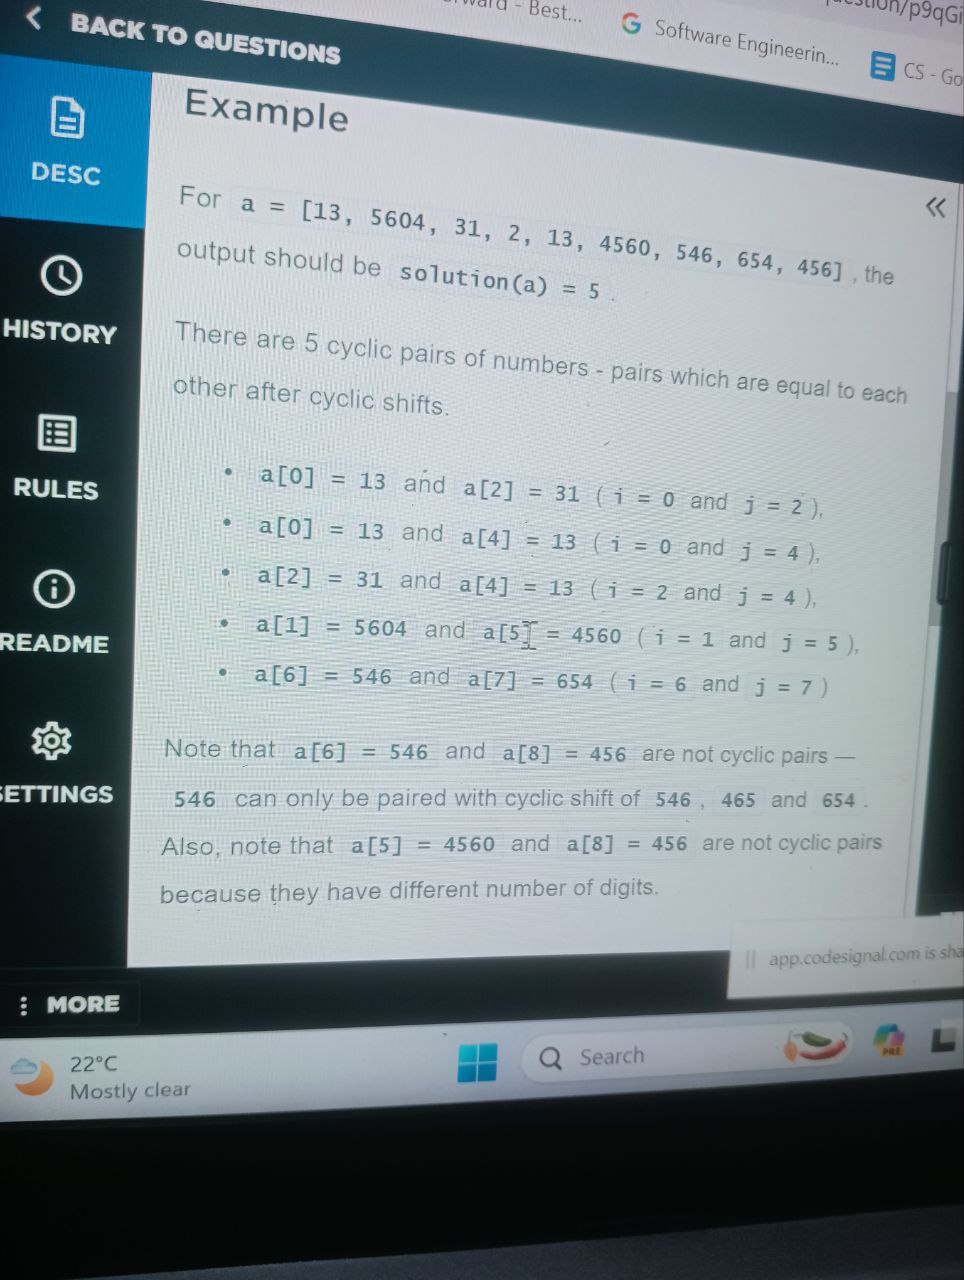 Best...
Software Engineerin...
CS - Go
BACK TO QUESTIONS
DESC
HISTORY
RULES
README
SETTINGS
MORE
Example
For a = [13, 5604, 31, 2, 13, 4560, 546, 654, 456] , the
output should be solution(a) = 5 .
There are 5 cyclic pairs of numbers - pairs which are equal to each
other after cyclic shifts.
• a[0] = 13 and a[2] = 31 ( i = 0 and j = 2 ),
• a[0] = 13 and a[4] = 13 ( i = 0 and j = 4 ),
• a[2] = 31 and a[4] = 13 ( i = 2 and j = 4 ),
• a[1] = 5604 and a[5] = 4560 ( i = 1 and j = 5 ),
• a[6] = 546 and a[7] = 654 ( i = 6 and j = 7 )
Note that a[6] = 546 and a[8] = 456 are not cyclic pairs —
546 can only be paired with cyclic shift of 546 , 465 and 654 .
Also, note that a[5] = 4560 and a[8] = 456 are not cyclic pairs
because they have different number of digits.
app.codesignal.com is sha
22°C
Mostly clear
Search
PRE